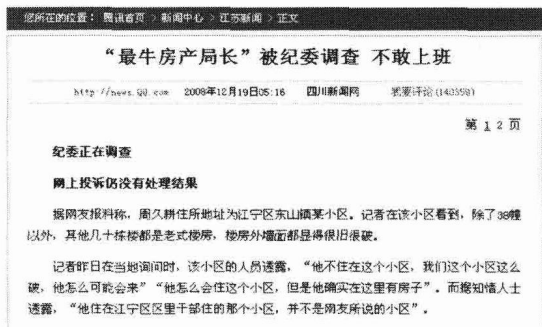 您所在的位置：腾讯首页 > 新闻中心 > 江苏新闻 > 正文
“最牛房产局长”被纪委调查 不敢上班
http://news.QQ.com 2008年12月19日05:16 四川新闻网 我要评论(140398)
第 1 2 页
纪委正在调查
网上投诉仍没有处理结果
据网友报料称，周久耕住所地址为江宁区东山镇某小区。记者在该小区看到，除了38幢
以外，其他几十栋楼都是老式楼房，楼房外墙面都显得很旧很破。
记者昨日在当地询问时，该小区的人员透露，“他不住在这个小区，我们这个小区这么
破，他怎么可能会来”“他怎么会住这个小区，但是他确实在这里有房子”。而据知情人士
透露，“他住在江宁区区里干部住的那个小区，并不是网友所说的小区”。